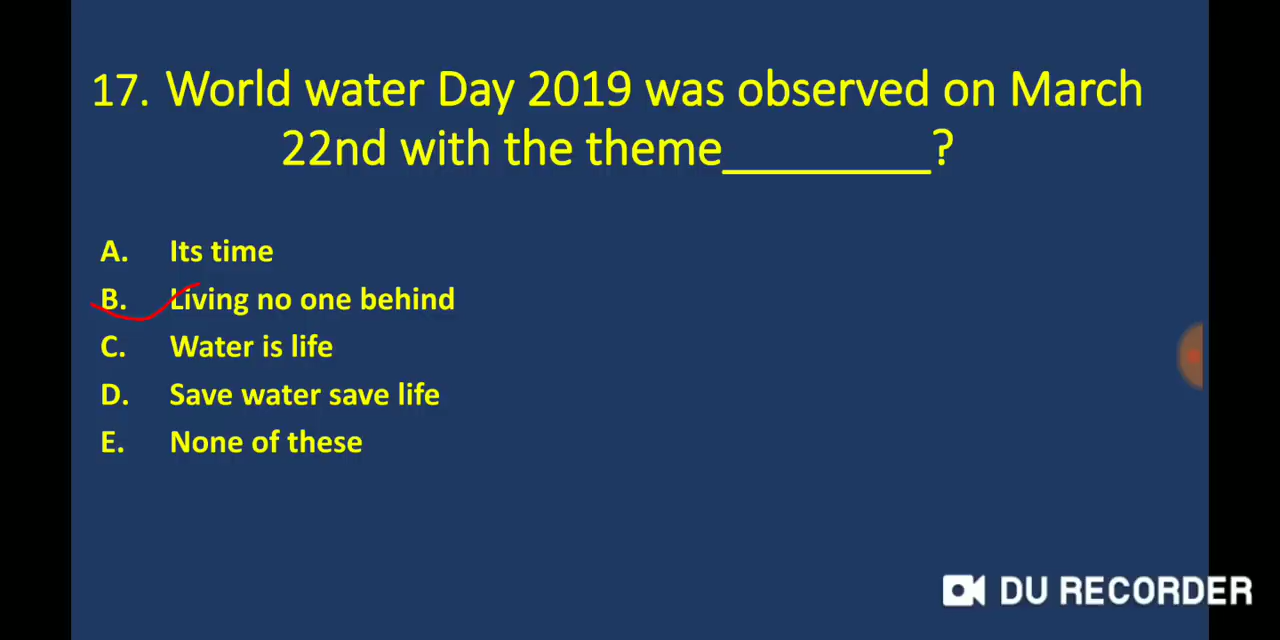 17. World water Day 2019 was observed on March
22nd with the theme_________?
A. Its time
B. Living no one behind
C. Water is life
D. Save water save life
E. None of these
DU RECORDER